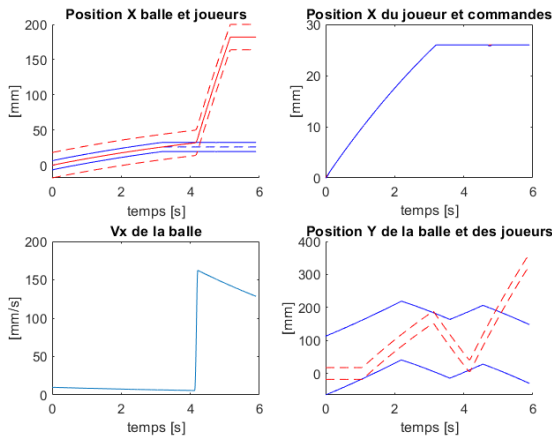 Position X balle et joueurs
200
150
100
50
0
[mm]
0 2 4 6
temps [s]
Position X du joueur et commandes
30
20
10
0
[mm]
0 2 4 6
temps [s]
Vx de la balle
200
150
100
50
0
[mm/s]
0 2 4 6
temps [s]
Position Y de la balle et des joueurs
400
300
200
100
0
[mm]
0 2 4 6
temps [s]